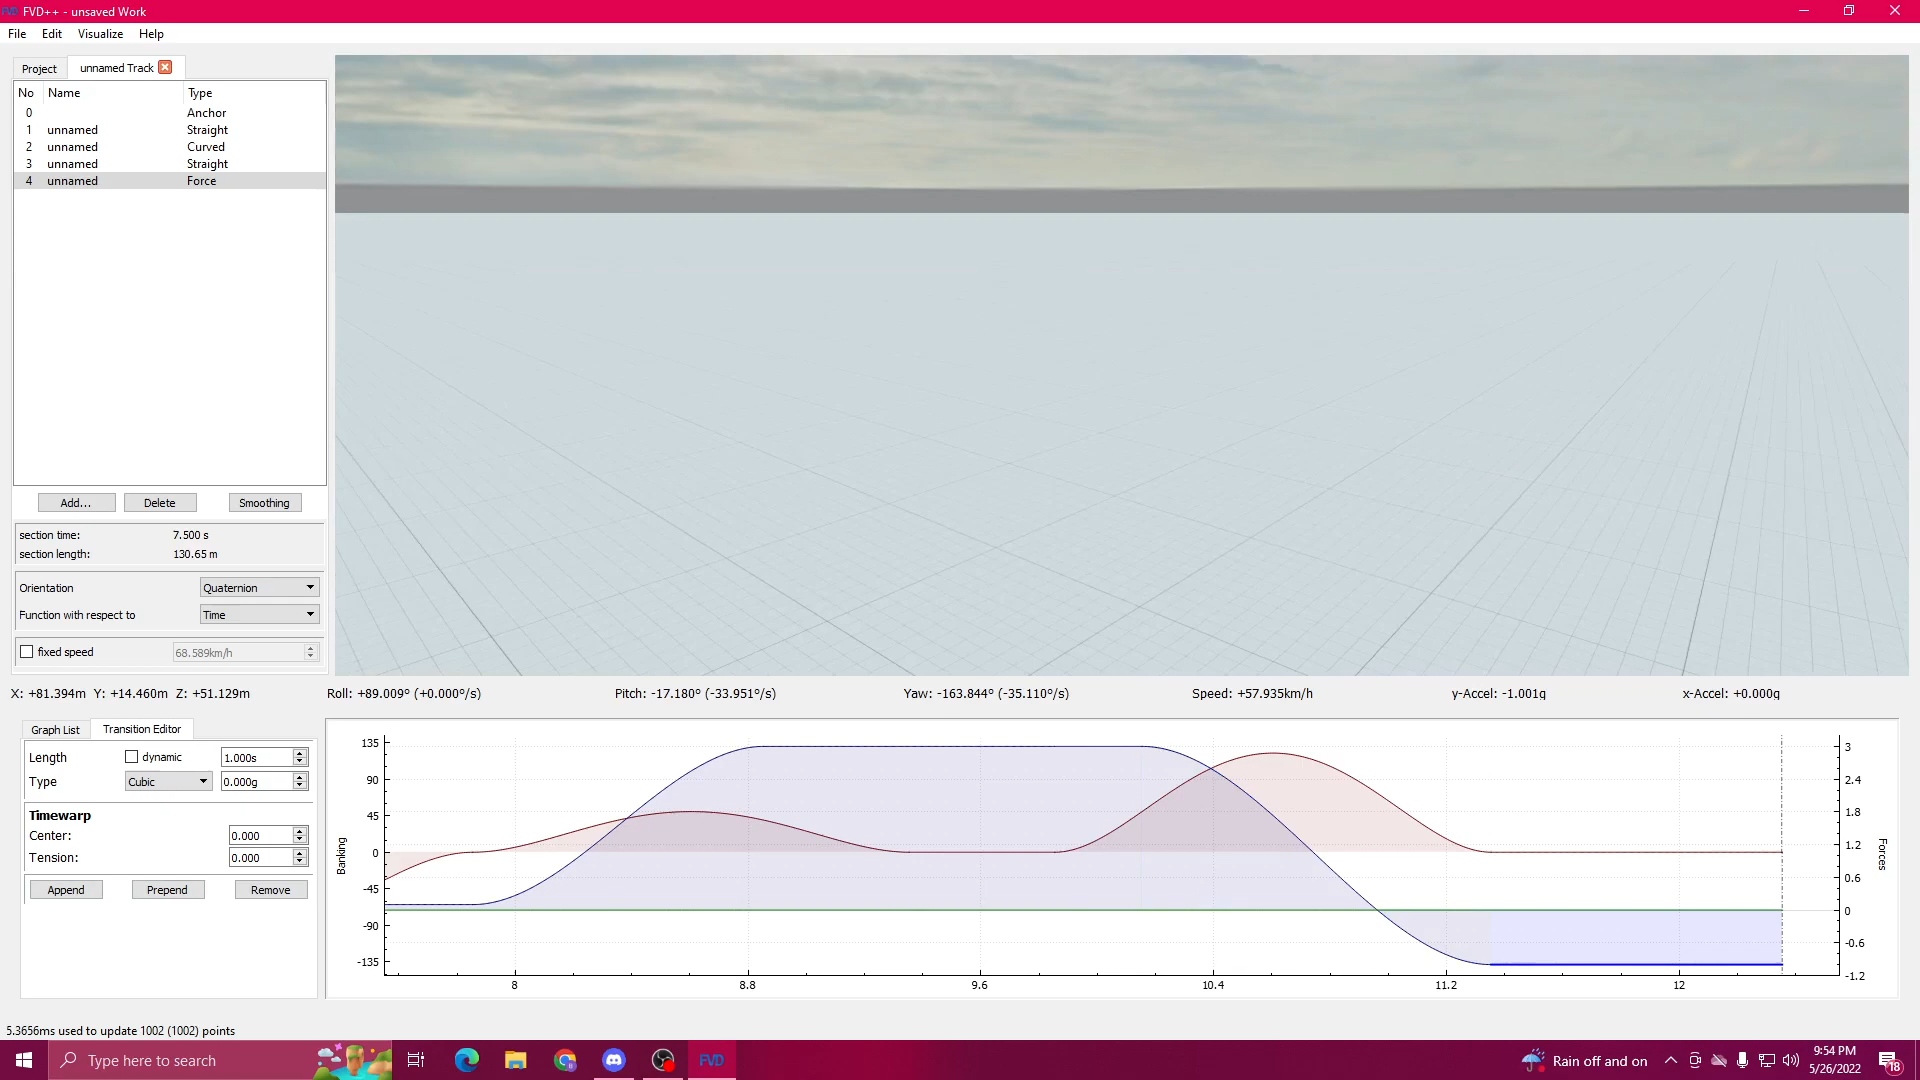 FVD++ - unsaved Work
File Edit Visualize Help
Project unnamed Track
No Name Type
0 Anchor
1 unnamed Straight
2 unnamed Curved
3 unnamed Straight
4 unnamed Force
Add... Delete Smoothing
section time: 7.500 s
section length: 130.65 m
Orientation Quaternion
Function with respect to Time
fixed speed 68.589km/h
X: +81.394m Y: +14.460m Z: +51.129m Roll: +89.009° (+0.000°/s) Pitch: -17.180° (-33.951°/s) Yaw: -163.844° (-35.110°/s) Speed: +57.935km/h y-Accel: -1.001g x-Accel: +0.000g
Graph List Transition Editor
Length dynamic 1.000s
Type Cubic 0.000g
Timewarp
Center: 0.000
Tension: 0.000
Append Prepend Remove
Banking
135
90
45
0
-45
-90
-135
8 8.8 9.6 10.4 11.2 12
3
2.4
1.8
1.2
0.6
0
-0.6
-1.2
Forces
5.3656ms used to update 1002 (1002) points
Type here to search
FVD
Rain off and on
9:54 PM
5/26/2022
18